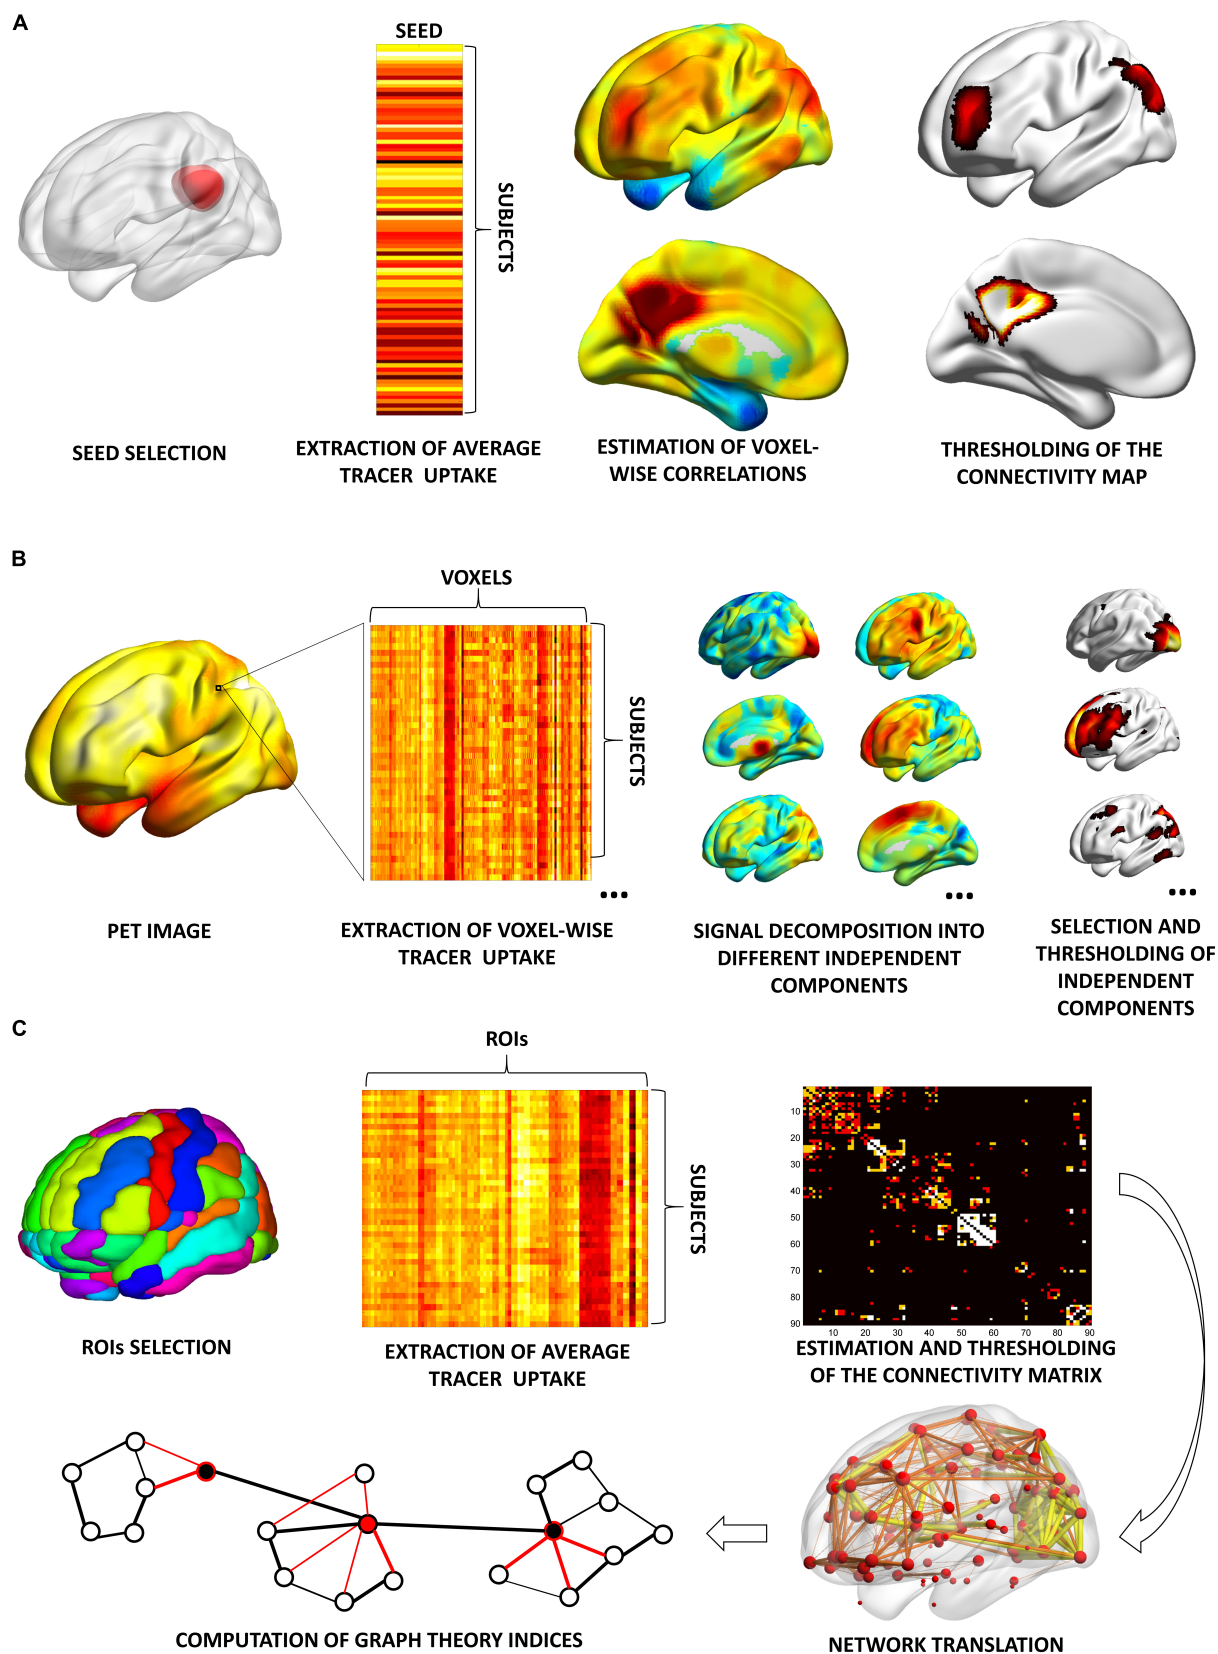 A
SEED
SUBJECTS
SEED SELECTION
EXTRACTION OF AVERAGE
TRACER UPTAKE
ESTIMATION OF VOXEL-
WISE CORRELATIONS
THRESHOLDING OF THE
CONNECTIVITY MAP
B
VOXELS
SUBJECTS
...
...
...
PET IMAGE
EXTRACTION OF VOXEL-WISE
TRACER UPTAKE
SIGNAL DECOMPOSITION INTO
DIFFERENT INDEPENDENT
COMPONENTS
SELECTION AND
THRESHOLDING OF
INDEPENDENT
COMPONENTS
C
ROIs
SUBJECTS
10
20
30
40
50
60
70
80
90
10 20 30 40 50 60 70 80 90
ROIs SELECTION
EXTRACTION OF AVERAGE
TRACER UPTAKE
ESTIMATION AND THRESHOLDING
OF THE CONNECTIVITY MATRIX
COMPUTATION OF GRAPH THEORY INDICES
NETWORK TRANSLATION